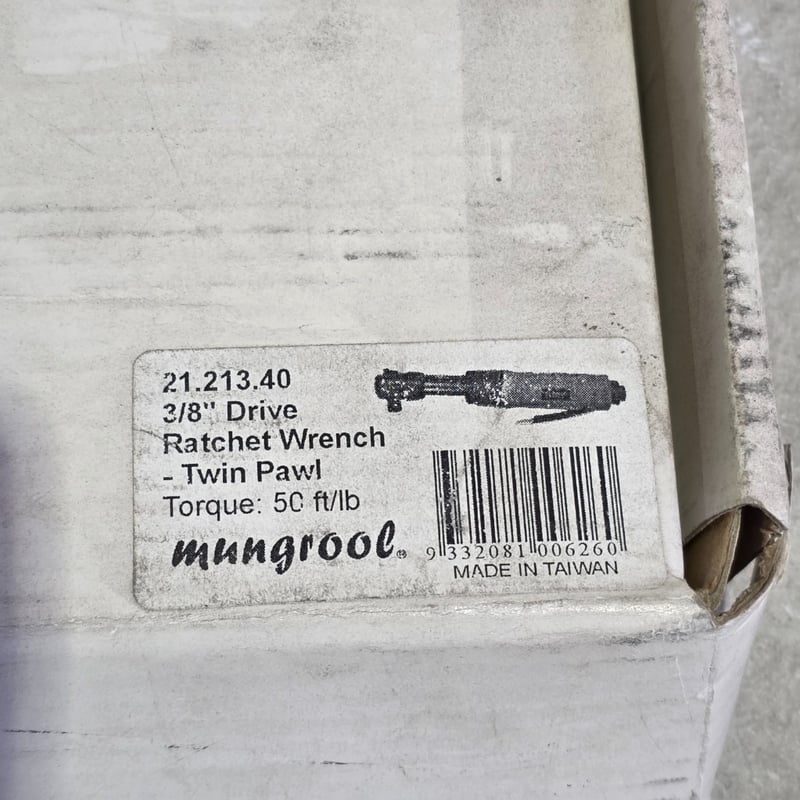 21.213.40
3/8" Drive
Ratchet Wrench
- Twin Pawl
Torque: 50 ft/lb
mungrool®
9 332081 006260
MADE IN TAIWAN